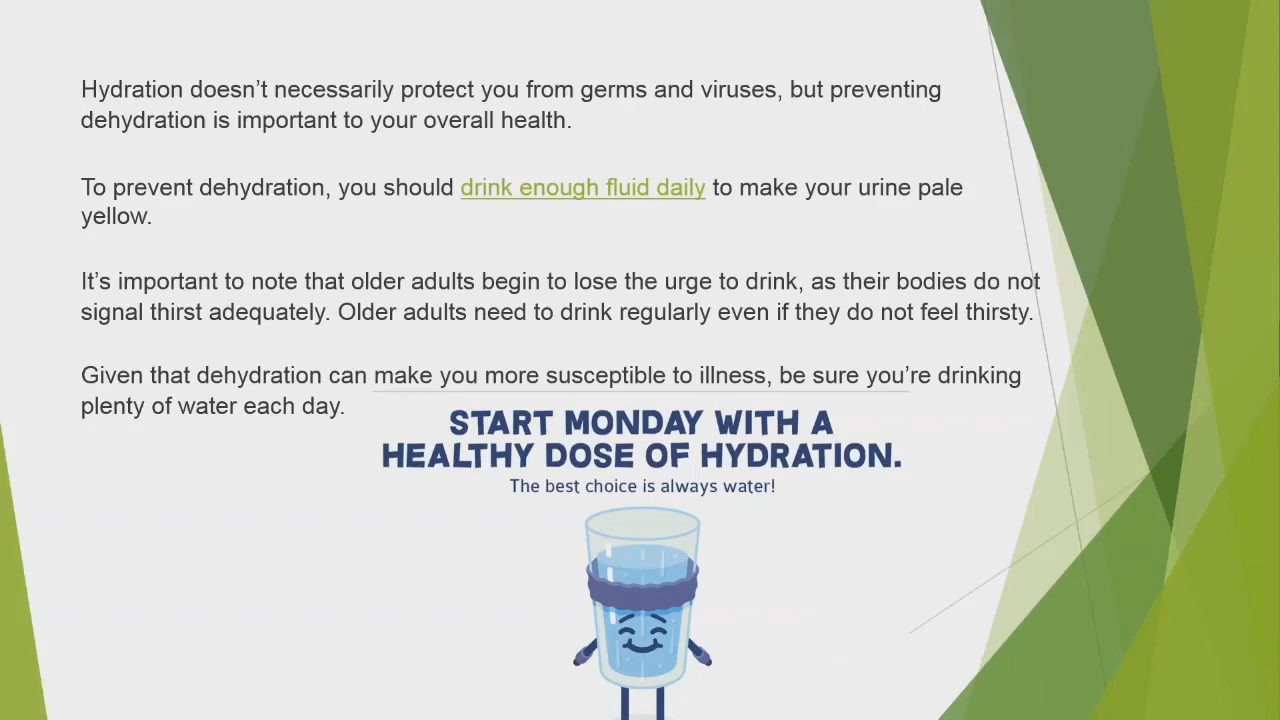 Hydration doesn’t necessarily protect you from germs and viruses, but preventing
dehydration is important to your overall health.
To prevent dehydration, you should drink enough fluid daily to make your urine pale
yellow.
It’s important to note that older adults begin to lose the urge to drink, as their bodies do not
signal thirst adequately. Older adults need to drink regularly even if they do not feel thirsty.
Given that dehydration can make you more susceptible to illness, be sure you’re drinking
plenty of water each day.
START MONDAY WITH A
HEALTHY DOSE OF HYDRATION.
The best choice is always water!